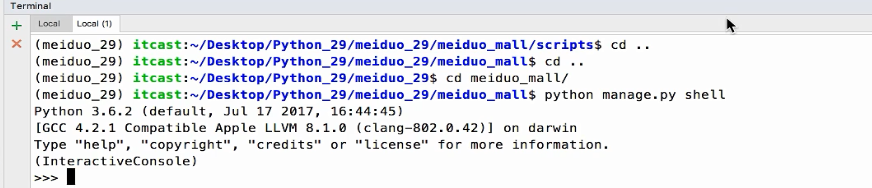 Terminal
Local Local (1)
(meiduo_29) itcast:~/Desktop/Python_29/meiduo_29/meiduo_mall/scripts$ cd ..
(meiduo_29) itcast:~/Desktop/Python_29/meiduo_29/meiduo_mall$ cd ..
(meiduo_29) itcast:~/Desktop/Python_29/meiduo_29$ cd meiduo_mall/
(meiduo_29) itcast:~/Desktop/Python_29/meiduo_29/meiduo_mall$ python manage.py shell
Python 3.6.2 (default, Jul 17 2017, 16:44:45)
[GCC 4.2.1 Compatible Apple LLVM 8.1.0 (clang-802.0.42)] on darwin
Type "help", "copyright", "credits" or "license" for more information.
(InteractiveConsole)
>>>